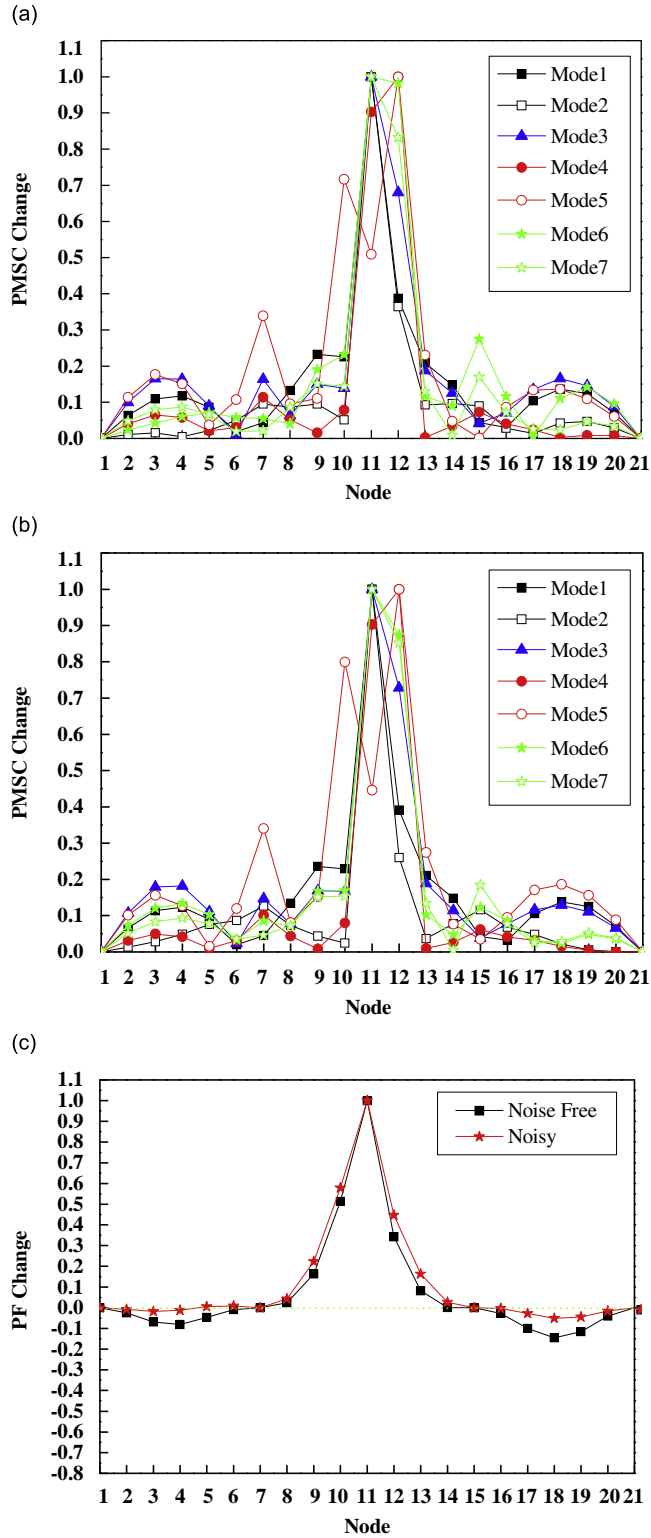 (a)
1.1
1.0
0.9
0.8
0.7
0.6
0.5
0.4
0.3
0.2
0.1
0.0
PMSC Change
Mode1
Mode2
Mode3
Mode4
Mode5
Mode6
Mode7
1 2 3 4 5 6 7 8 9 10 11 12 13 14 15 16 17 18 19 20 21
Node
(b)
1.1
1.0
0.9
0.8
0.7
0.6
0.5
0.4
0.3
0.2
0.1
0.0
PMSC Change
Mode1
Mode2
Mode3
Mode4
Mode5
Mode6
Mode7
1 2 3 4 5 6 7 8 9 10 11 12 13 14 15 16 17 18 19 20 21
Node
(c)
1.1
1.0
0.9
0.8
0.7
0.6
0.5
0.4
0.3
0.2
0.1
0.0
-0.1
-0.2
-0.3
-0.4
-0.5
-0.6
-0.7
-0.8
PF Change
Noise Free
Noisy
1 2 3 4 5 6 7 8 9 10 11 12 13 14 15 16 17 18 19 20 21
Node